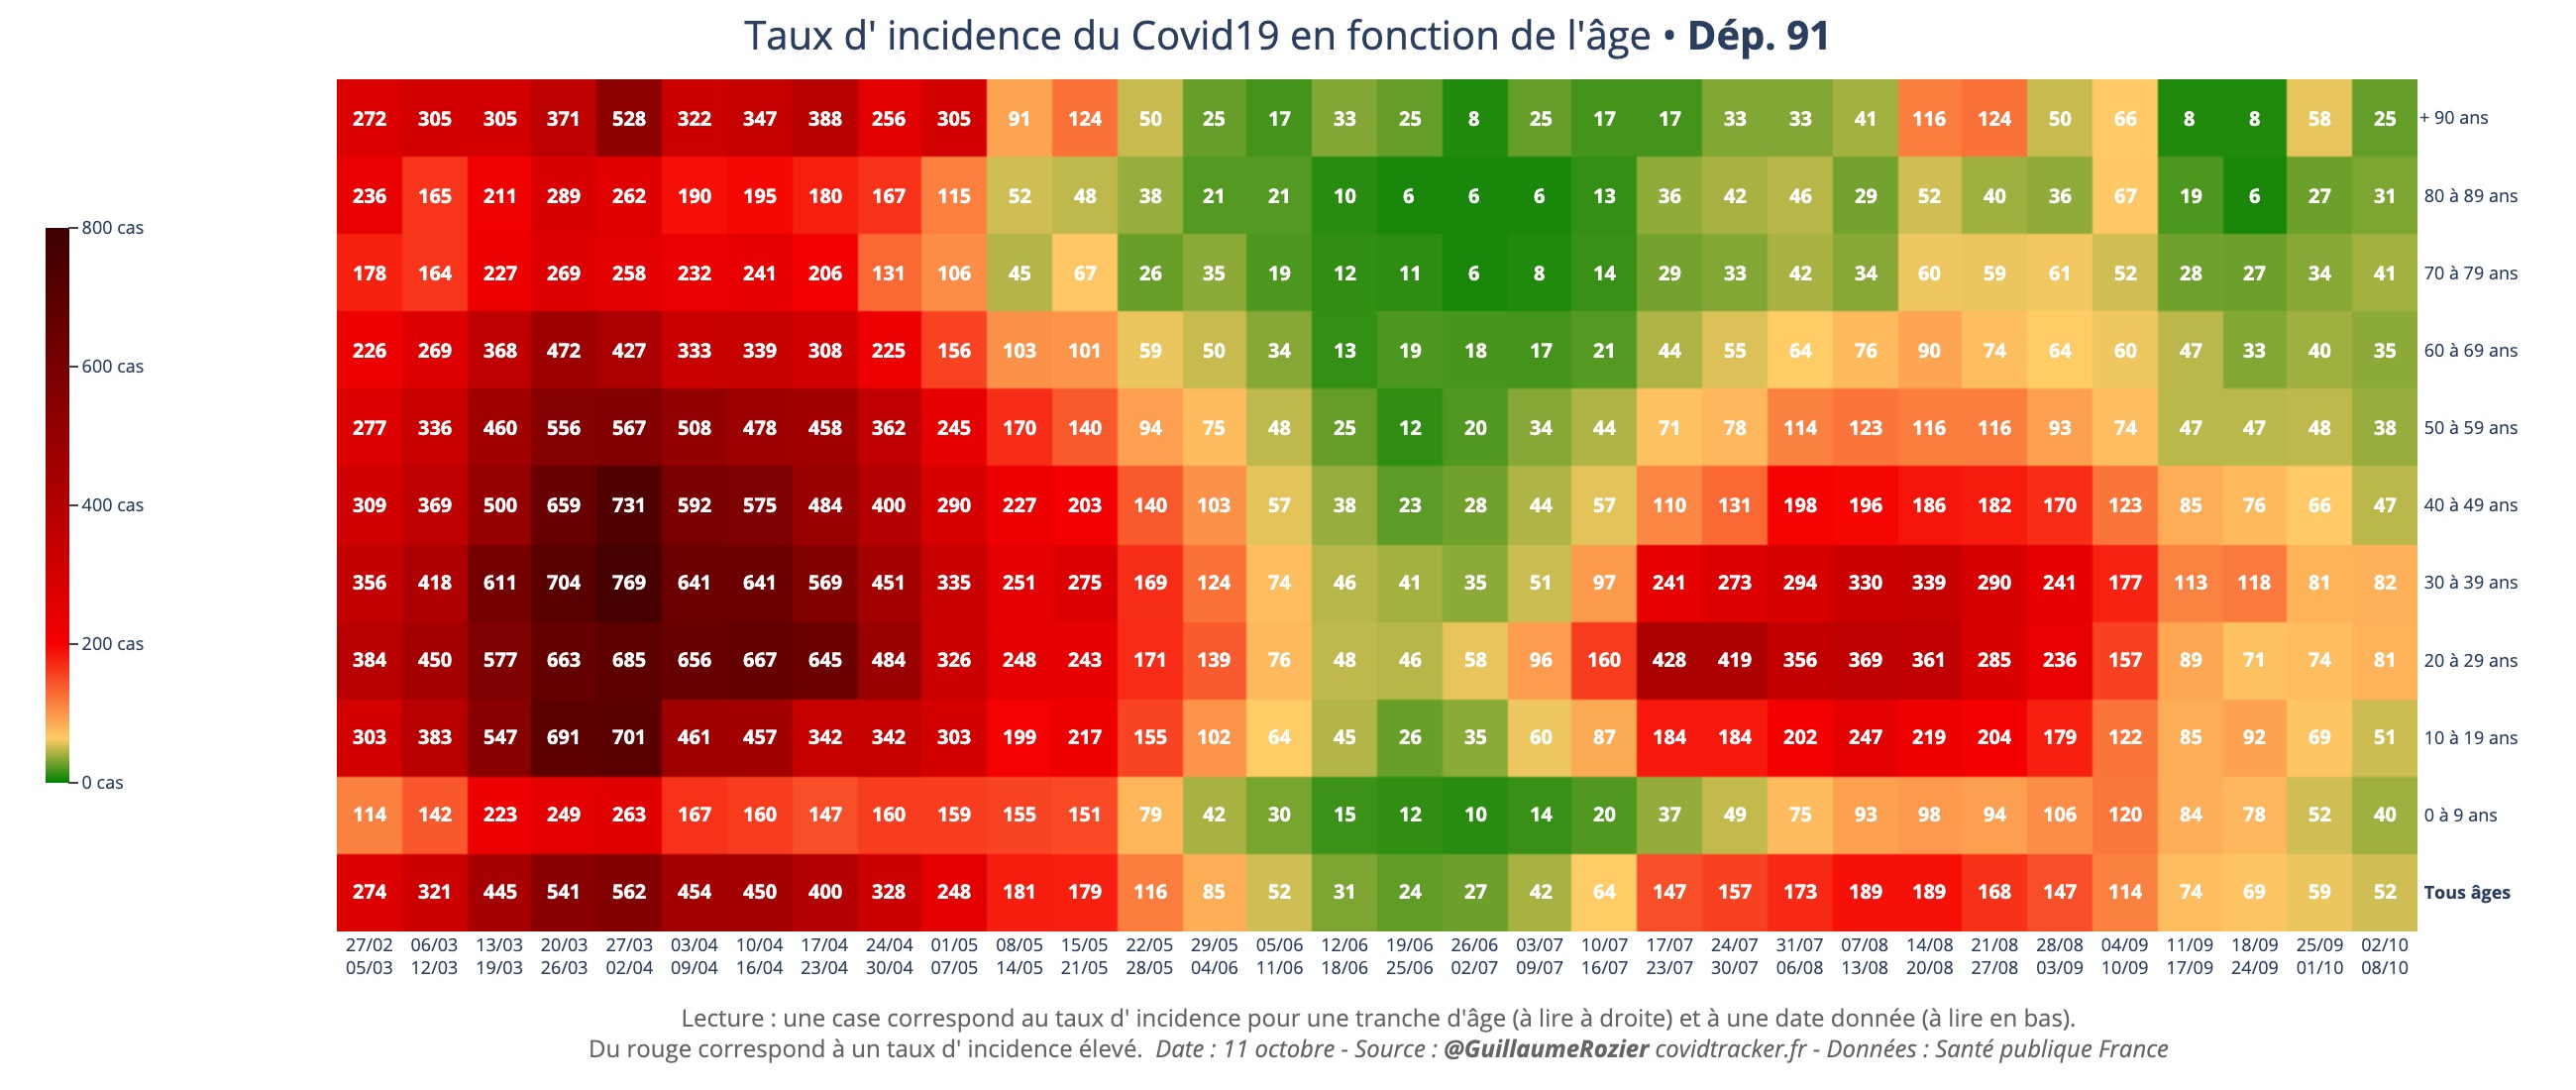 Taux d' incidence du Covid19 en fonction de l'âge • Dép. 91
800 cas
600 cas
400 cas
200 cas
0 cas
272 305 305 371 528 322 347 388 256 305 91 124 50 25 17 33 25 8 25 17 17 33 33 41 116 124 50 66 8 8 58 25 + 90 ans
236 165 211 289 262 190 195 180 167 115 52 48 38 21 21 10 6 6 6 13 36 42 46 29 52 40 36 67 19 6 27 31 80 à 89 ans
178 164 227 269 258 232 241 206 131 106 45 67 26 35 19 12 11 6 8 14 29 33 42 34 60 59 61 52 28 27 34 41 70 à 79 ans
226 269 368 472 427 333 339 308 225 156 103 101 59 50 34 13 19 18 17 21 44 55 64 76 90 74 64 60 47 33 40 35 60 à 69 ans
277 336 460 556 567 508 478 458 362 245 170 140 94 75 48 25 12 20 34 44 71 78 114 123 116 116 93 74 47 47 48 38 50 à 59 ans
309 369 500 659 731 592 575 484 400 290 227 203 140 103 57 38 23 28 44 57 110 131 198 196 186 182 170 123 85 76 66 47 40 à 49 ans
356 418 611 704 769 641 641 569 451 335 251 275 169 124 74 46 41 35 51 97 241 273 294 330 339 290 241 177 113 118 81 82 30 à 39 ans
384 450 577 663 685 656 667 645 484 326 248 243 171 139 76 48 46 58 96 160 428 419 356 369 361 285 236 157 89 71 74 81 20 à 29 ans
303 383 547 691 701 461 457 342 342 303 199 217 155 102 64 45 26 35 60 87 184 184 202 247 219 204 179 122 85 92 69 51 10 à 19 ans
114 142 223 249 263 167 160 147 160 159 155 151 79 42 30 15 12 10 14 20 37 49 75 93 98 94 106 120 84 78 52 40 0 à 9 ans
274 321 445 541 562 454 450 400 328 248 181 179 116 85 52 31 24 27 42 64 147 157 173 189 189 168 147 114 74 69 59 52 Tous âges
27/02 06/03 13/03 20/03 27/03 03/04 10/04 17/04 24/04 01/05 08/05 15/05 22/05 29/05 05/06 12/06 19/06 26/06 03/07 10/07 17/07 24/07 31/07 07/08 14/08 21/08 28/08 04/09 11/09 18/09 25/09 02/10
05/03 12/03 19/03 26/03 02/04 09/04 16/04 23/04 30/04 07/05 14/05 21/05 28/05 04/06 11/06 18/06 25/06 02/07 09/07 16/07 23/07 30/07 06/08 13/08 20/08 27/08 03/09 10/09 17/09 24/09 01/10 08/10
Lecture : une case correspond au taux d' incidence pour une tranche d'âge (à lire à droite) et à une date donnée (à lire en bas).
Du rouge correspond à un taux d' incidence élevé. Date : 11 octobre - Source : @GuillaumeRozier covidtracker.fr - Données : Santé publique France